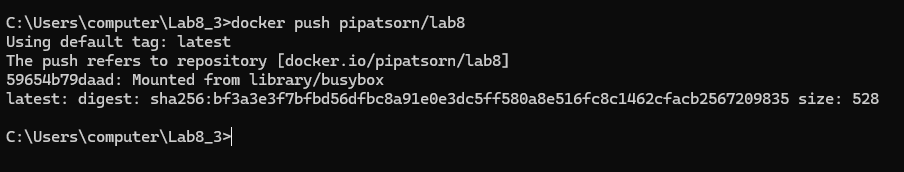 C:\Users\computer\Lab8_3>docker push pipatsorn/lab8
Using default tag: latest
The push refers to repository [docker.io/pipatsorn/lab8]
59654b79daad: Mounted from library/busybox
latest: digest: sha256:bf3a3e3f7bfbd56dfbc8a91e0e3dc5ff580a8e516fc8c1462cfacb2567209835 size: 528
C:\Users\computer\Lab8_3>